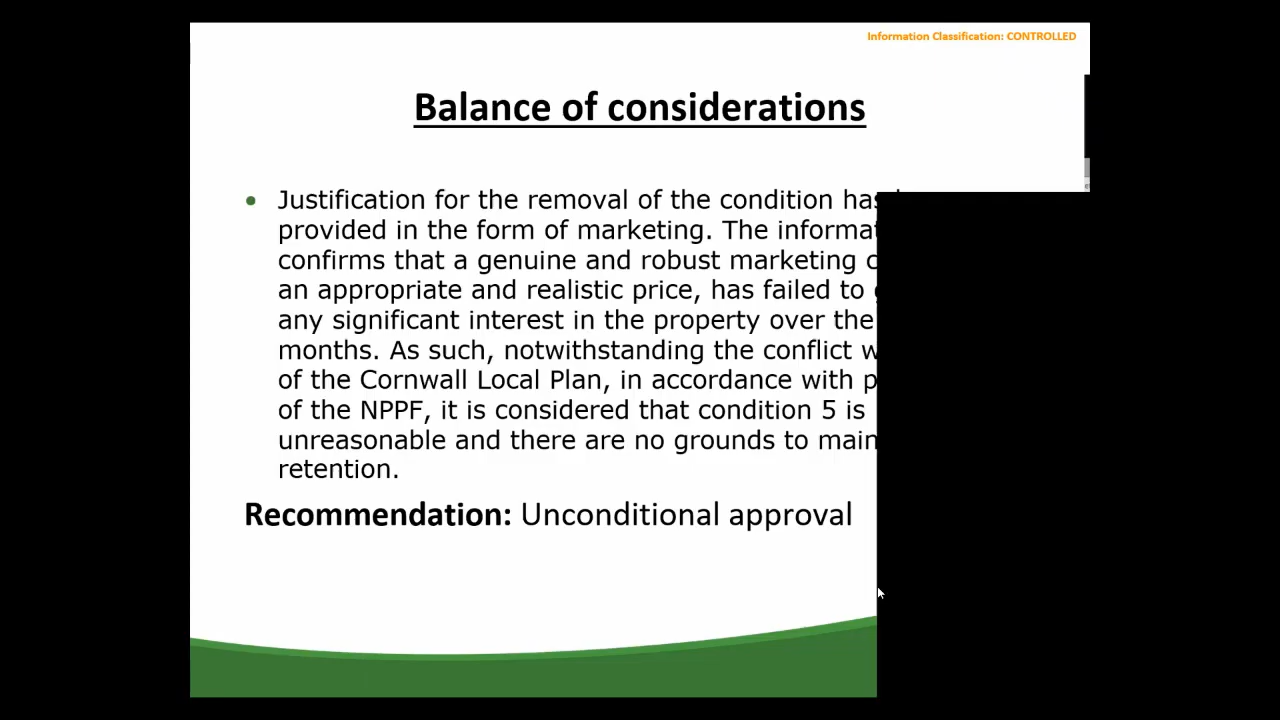 Information Classification: CONTROLLED
Balance of considerations
Justification for the removal of the condition has
provided in the form of marketing. The
confirms that a genuine and robust marketing
an appropriate and realistic price, has failed to
any significant interest in the property over the
months. As such, notwithstanding the conflict
of the Cornwall Local Plan, in accordance with
of the NPPF, it is considered that condition 5 is
unreasonable and there are no grounds to
retention.
Recommendation: Unconditional approval